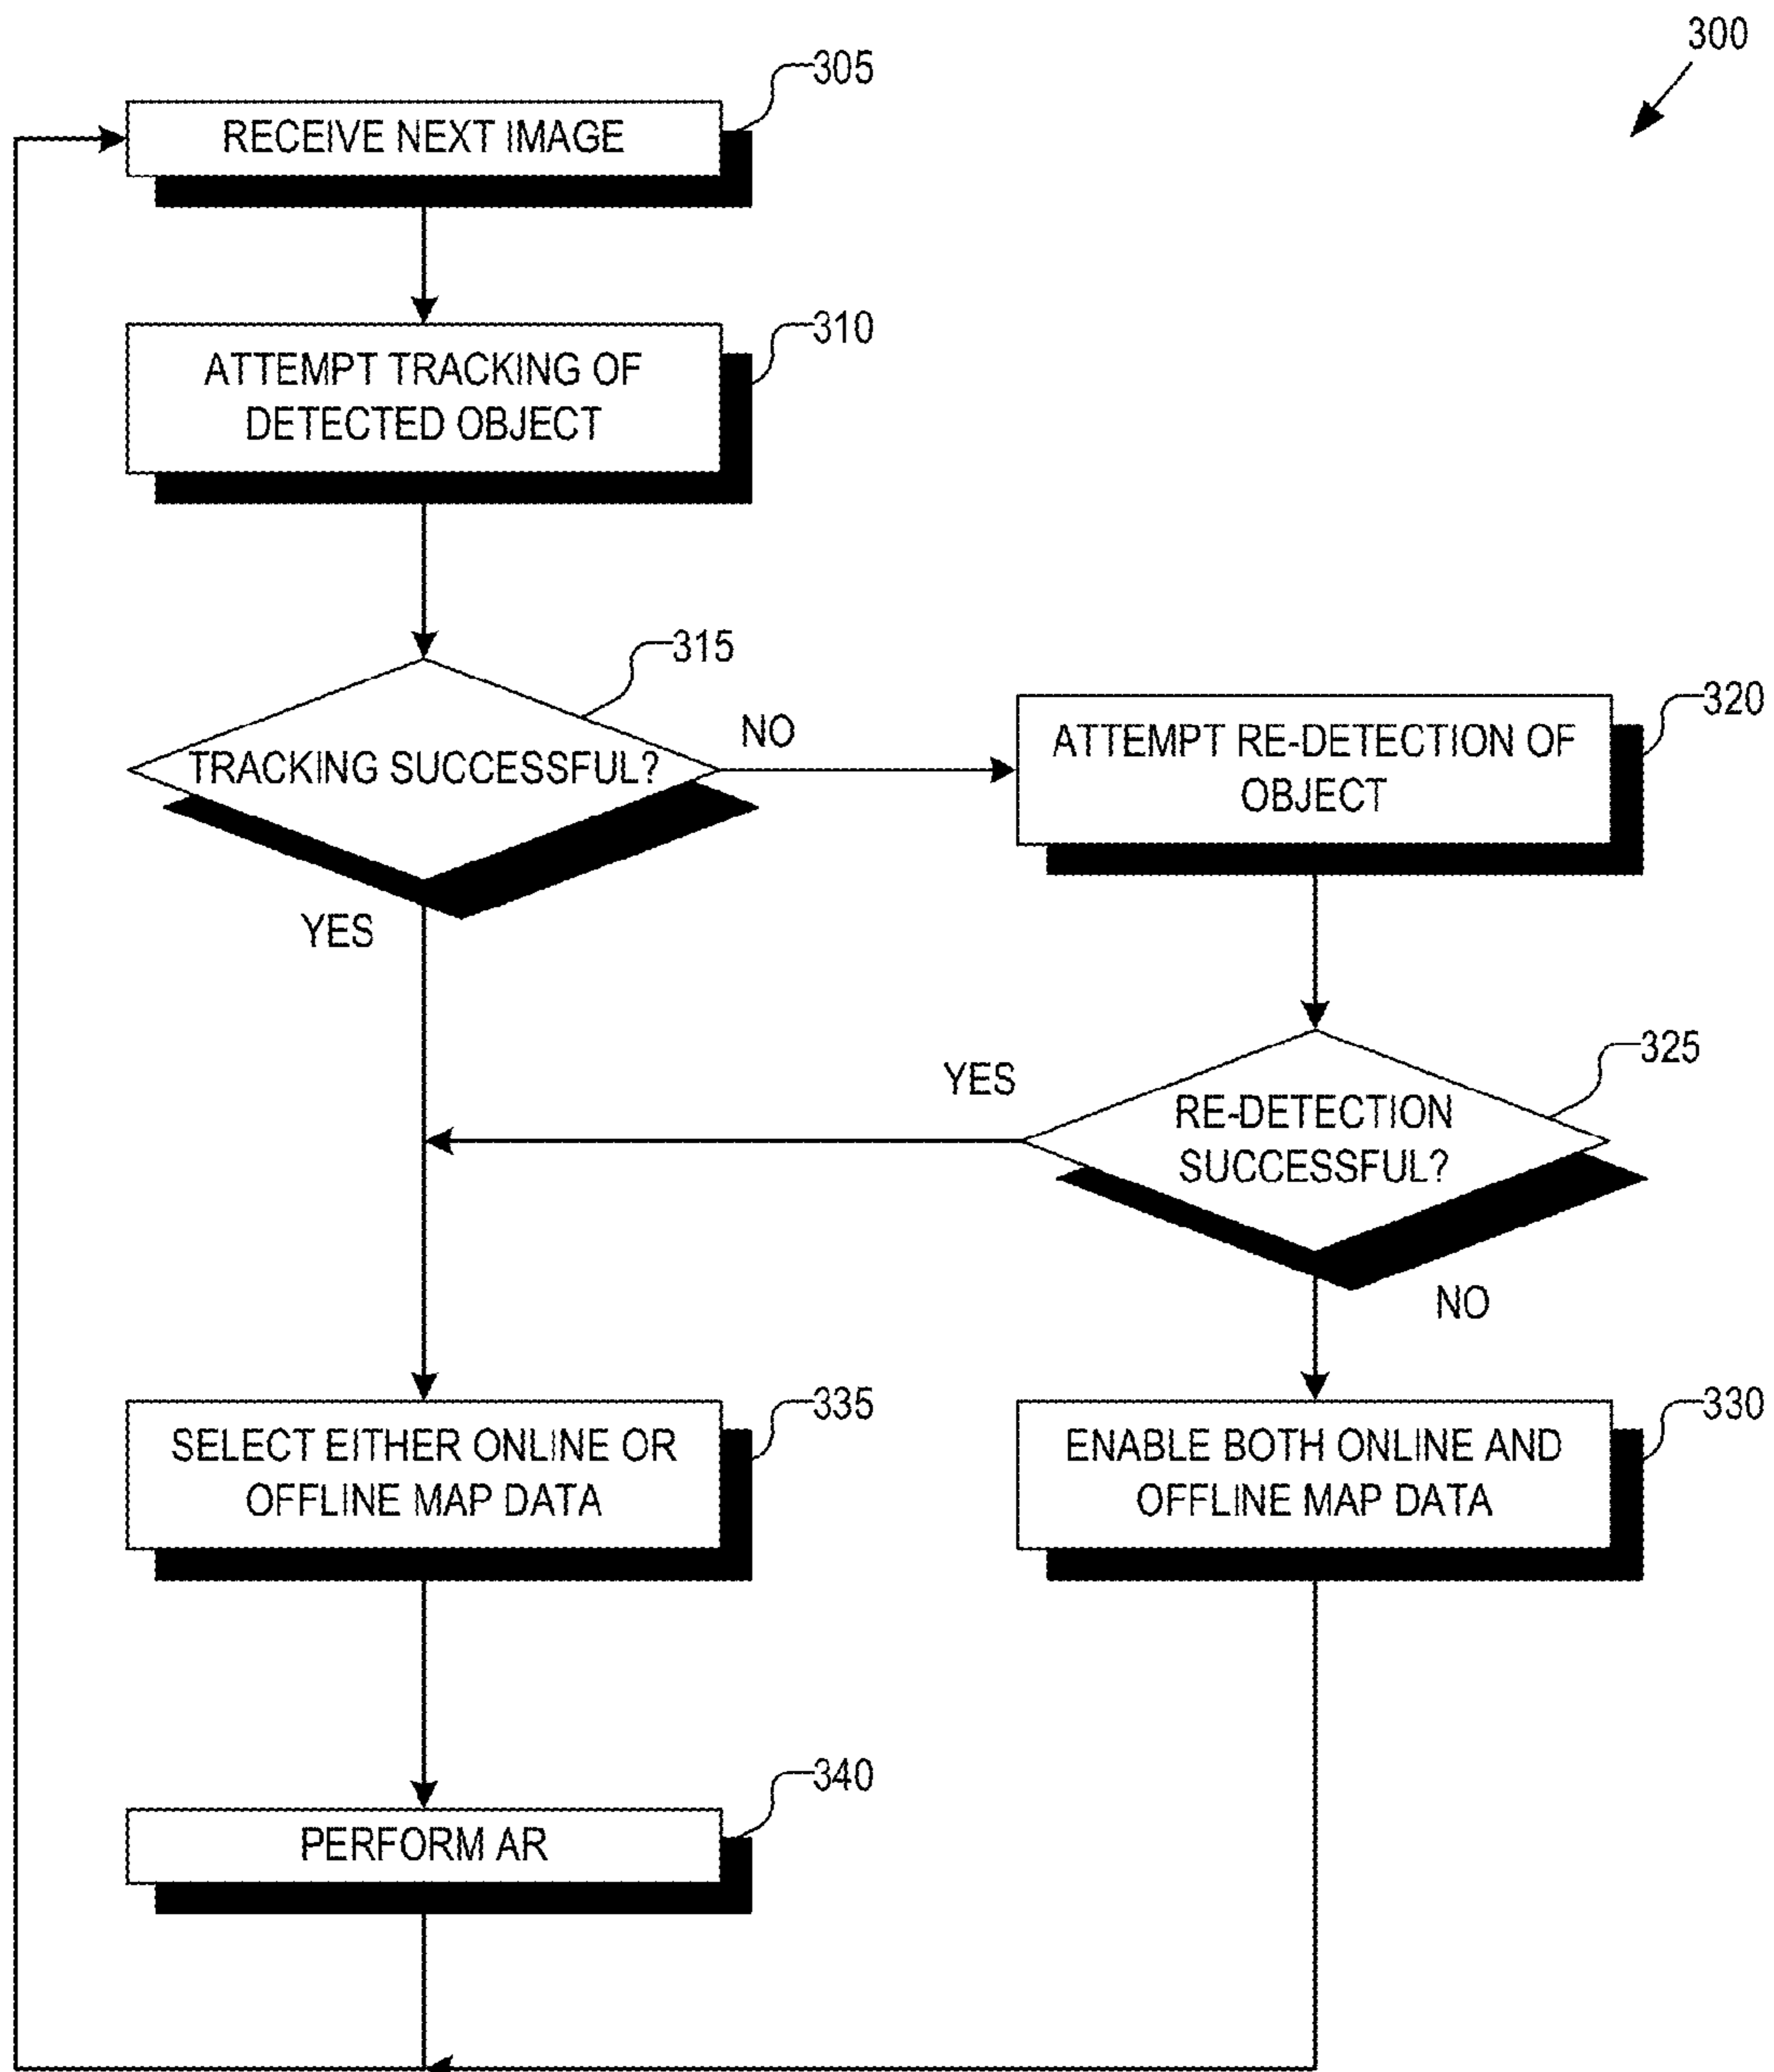 300
305
RECEIVE NEXT IMAGE
310
ATTEMPT TRACKING OF
DETECTED OBJECT
315
TRACKING SUCCESSFUL?
NO
YES
320
ATTEMPT RE-DETECTION OF
OBJECT
325
YES
RE-DETECTION
SUCCESSFUL?
NO
335
SELECT EITHER ONLINE OR
OFFLINE MAP DATA
330
ENABLE BOTH ONLINE AND
OFFLINE MAP DATA
340
PERFORM AR